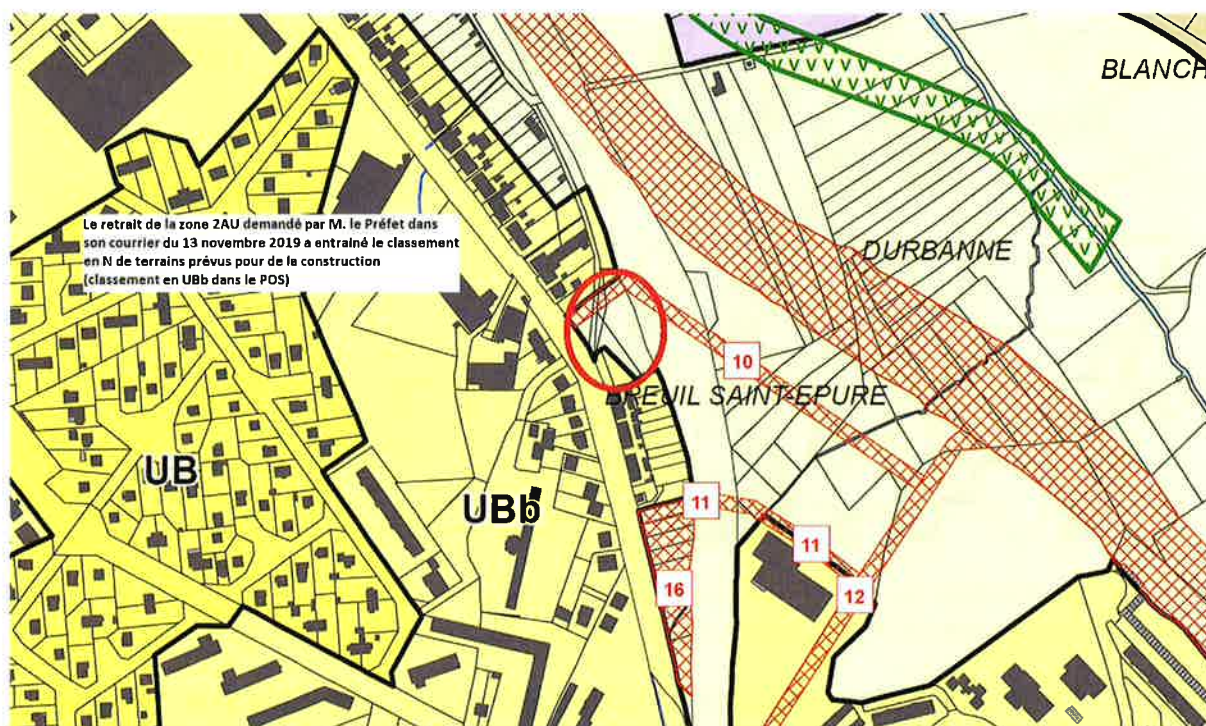 BLANCH
Le retrait de la zone 2AU demandé par M. le Préfet dans
son courrier du 13 novembre 2019 a entrainé le classement
en N de terrains prévus pour de la construction
(classement en UBb dans le POS)
DURBANNE
10
BREUIL SAINT-EPURE
UB
UBb
11
11
16
12